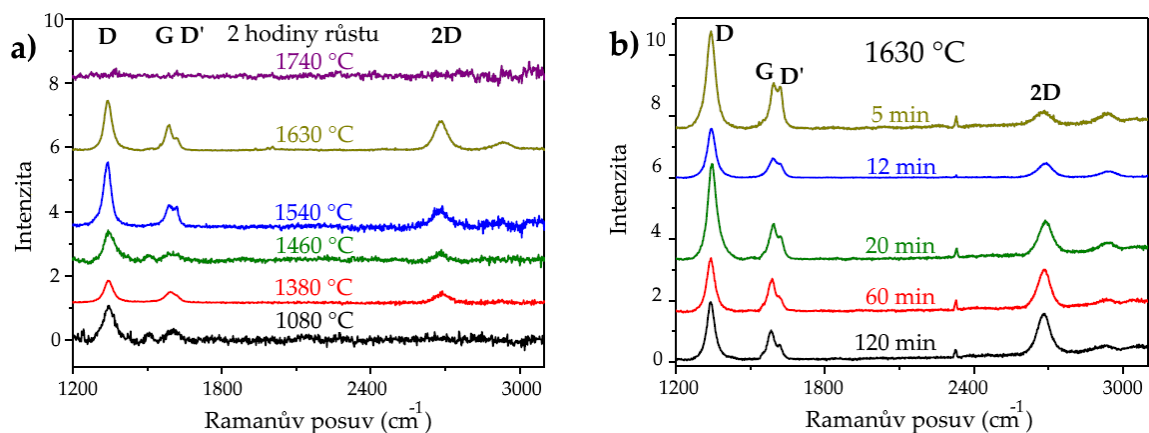 a)
D
G D'
2 hodiny růstu
2D
1740 °C
1630 °C
1540 °C
1460 °C
1380 °C
1080 °C
10
8
6
4
2
0
Intenzita
1200
1800
2400
3000
Ramanův posuv (cm⁻¹)
b)
D
1630 °C
G
D'
2D
5 min
12 min
20 min
60 min
120 min
10
8
6
4
2
0
Intenzita
1200
1800
2400
3000
Ramanův posuv (cm⁻¹)